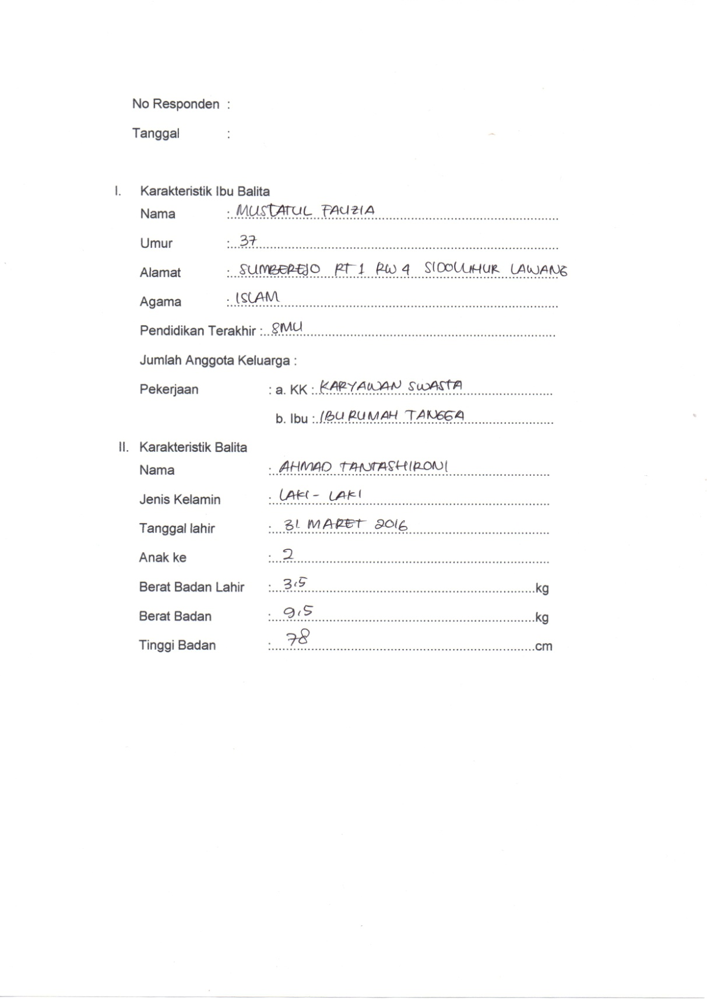 No Responden :
Tanggal :
I. Karakteristik Ibu Balita
Nama : MUSTATUL FAUZIA
Umur : 37
Alamat : SUMBEREJO RT 1 RW 4 SIDOLUHUR LAWANG
Agama : ISLAM
Pendidikan Terakhir : SMU
Jumlah Anggota Keluarga :
Pekerjaan : a. KK : KARYAWAN SWASTA
b. Ibu : IBU RUMAH TANGGA
II. Karakteristik Balita
Nama : AHMAD TANTASHIRONI
Jenis Kelamin : LAKI - LAKI
Tanggal lahir : 31 MARET 2016
Anak ke : 2
Berat Badan Lahir : 3,5 kg
Berat Badan : 9,5 kg
Tinggi Badan : 78 cm